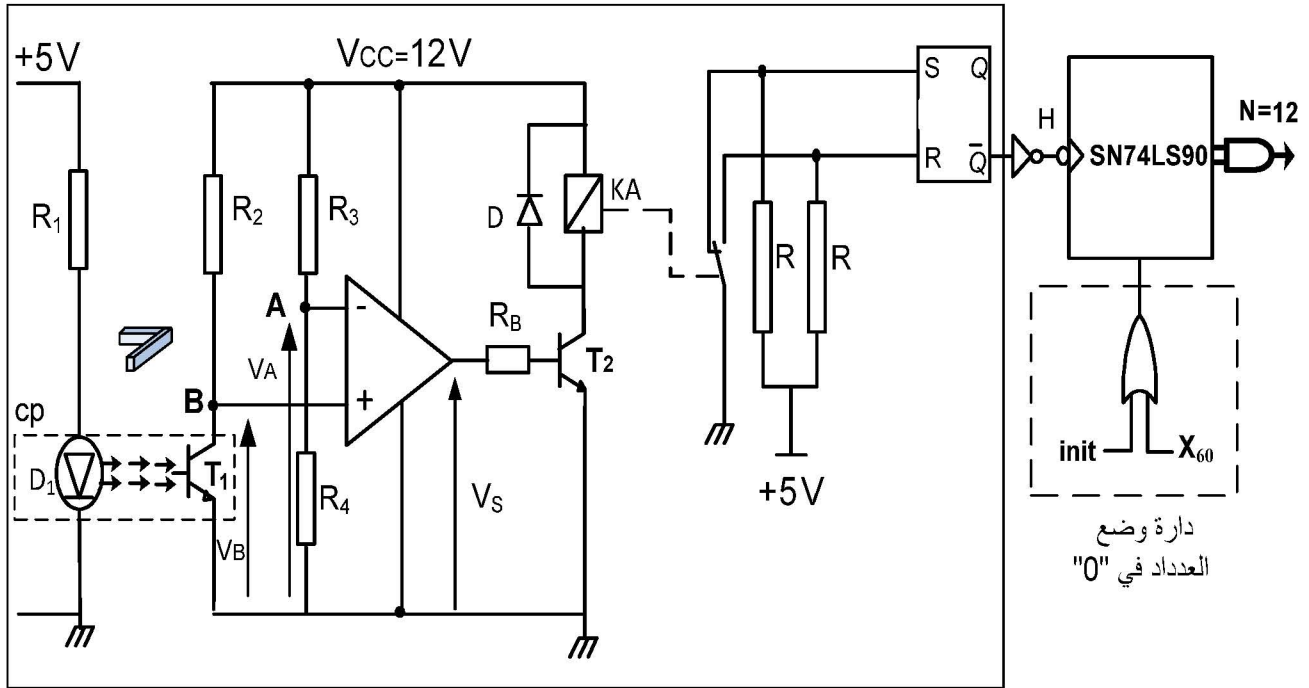 +5V
VCC=12V
R1
R2
R3
A
B
VA
VB
cp
D1
T1
R4
RB
VS
T2
D
KA
R
R
+5V
S
Q
R
Q̅
H
SN74LS90
N=12
init
X60
دارة وضع
العدداد في "0"